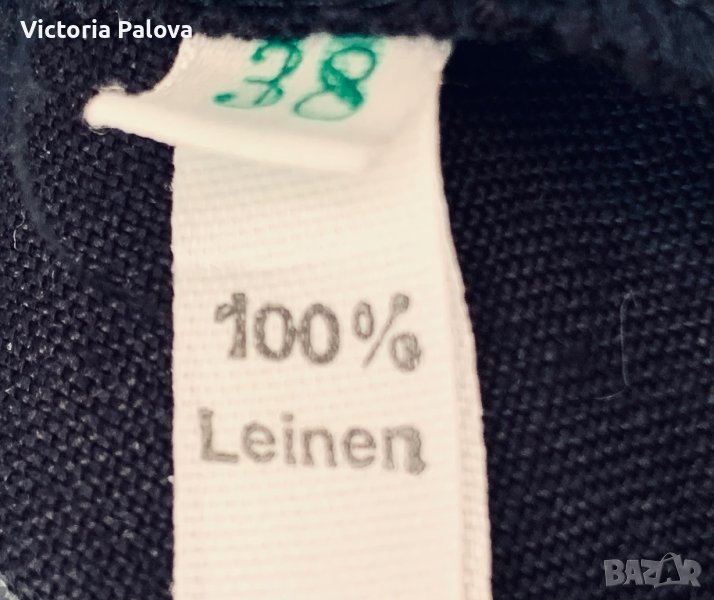 Victoria Palova
38
100%
Leinen
BAZAR